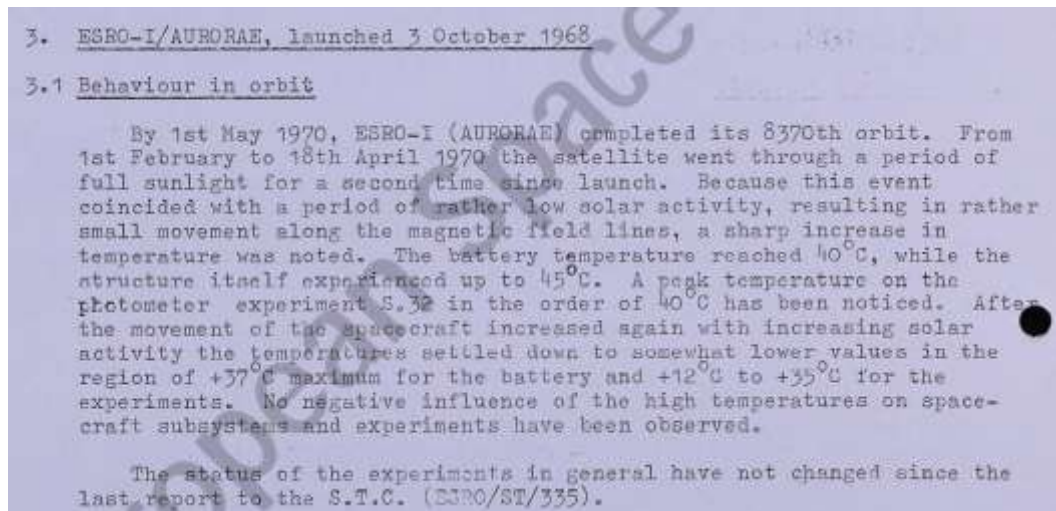 3. ESRO-I/AURORAE, launched 3 October 1968
3.1 Behaviour in orbit
By 1st May 1970, ESRO-I (AURORAE) completed its 8370th orbit. From
1st February to 18th April 1970 the satellite went through a period of
full sunlight for a second time since launch. Because this event
coincided with a period of rather low solar activity, resulting in rather
small movement along the magnetic field lines, a sharp increase in
temperature was noted. The battery temperature reached 40°C, while the
structure itself experienced up to 45°C. A peak temperature on the
photometer experiment S.32 in the order of 40°C has been noticed. After
the movement of the spacecraft increased again with increasing solar
activity the temperatures settled down to somewhat lower values in the
region of +37°C maximum for the battery and +12°C to +35°C for the
experiments. No negative influence of the high temperatures on space-
craft subsystems and experiments have been observed.
The status of the experiments in general have not changed since the
last report to the S.T.C. (ESRO/ST/335).
ppean space